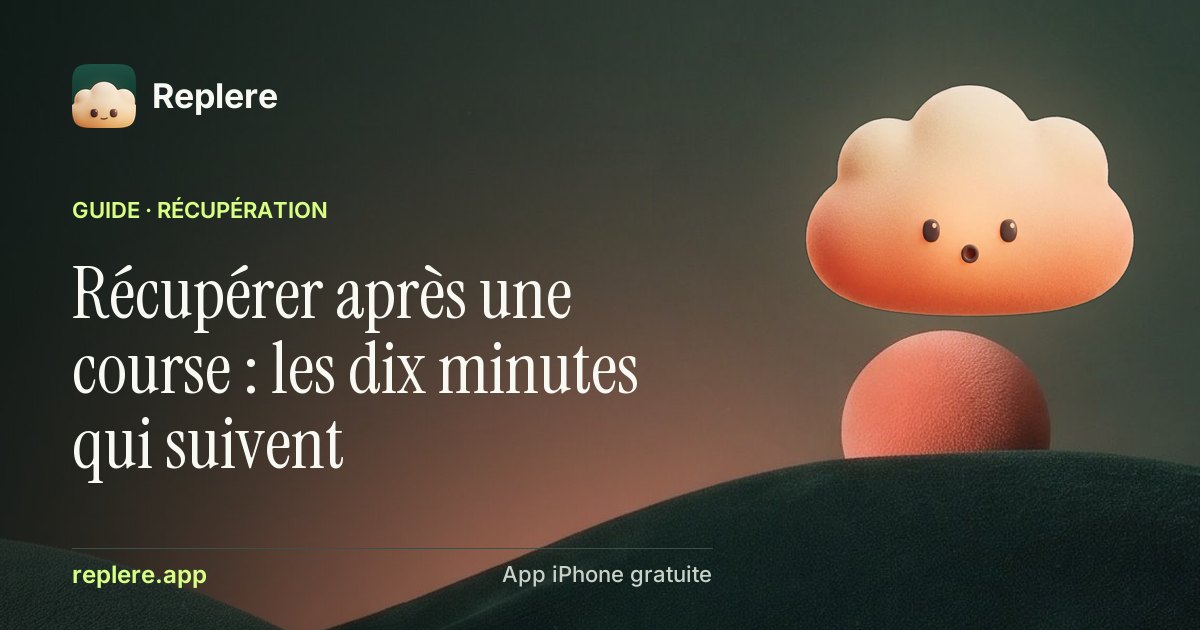 Replere
GUIDE · RÉCUPÉRATION
Récupérer après une
course : les dix minutes
qui suivent
replere.app
App iPhone gratuite